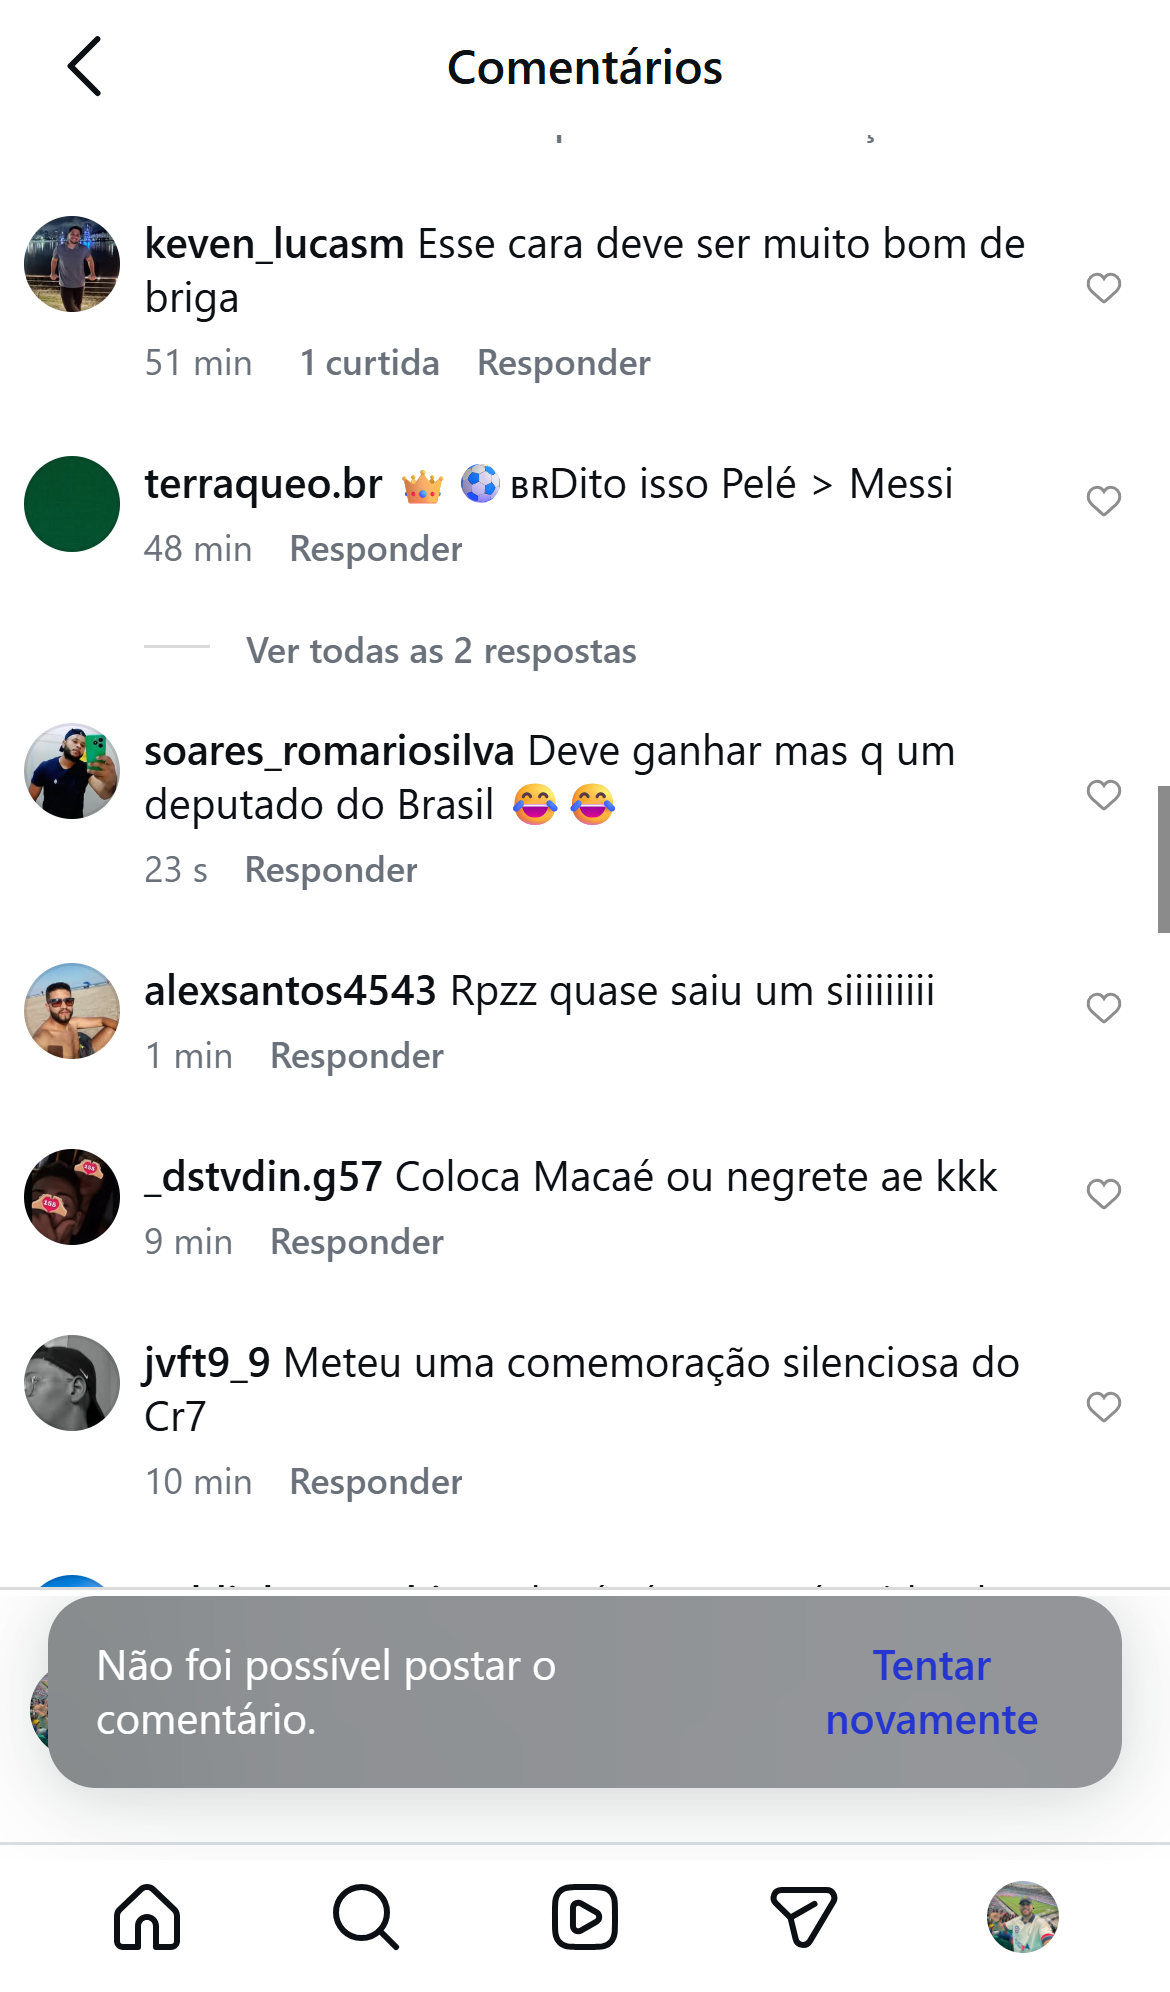 Comentários
keven_lucasm Esse cara deve ser muito bom de
briga
51 min 1 curtida Responder
terraqueo.br 👑 ⚽ BRDito isso Pelé > Messi
48 min Responder
Ver todas as 2 respostas
soares_romariosilva Deve ganhar mas q um
deputado do Brasil 😂😂
23 s Responder
alexsantos4543 Rpzz quase saiu um siiiiiiiii
1 min Responder
_dstvdin.g57 Coloca Macaé ou negrete ae kkk
9 min Responder
jvft9_9 Meteu uma comemoração silenciosa do
Cr7
10 min Responder
Não foi possível postar o
comentário.
Tentar
novamente